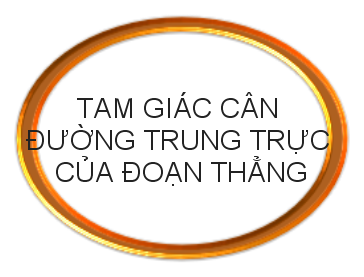 TAM GIÁC CÂN
ĐƯỜNG TRUNG TRỰC
CỦA ĐOẠN THẲNG